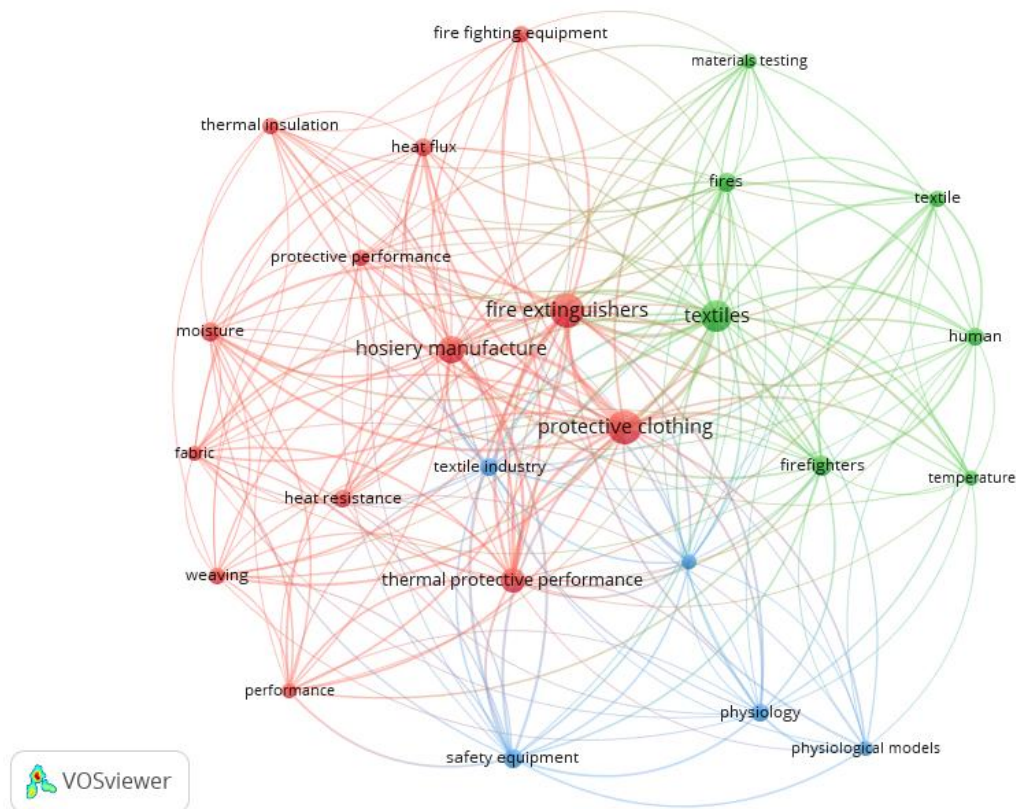 fire fighting equipment
materials testing
thermal insulation
heat flux
fires
textile
protective performance
fire extinguishers
textiles
moisture
hosiery manufacture
human
protective clothing
fabric
textile industry
firefighters
temperature
heat resistance
weaving
thermal protective performance
performance
physiology
physiological models
safety equipment
VOSviewer